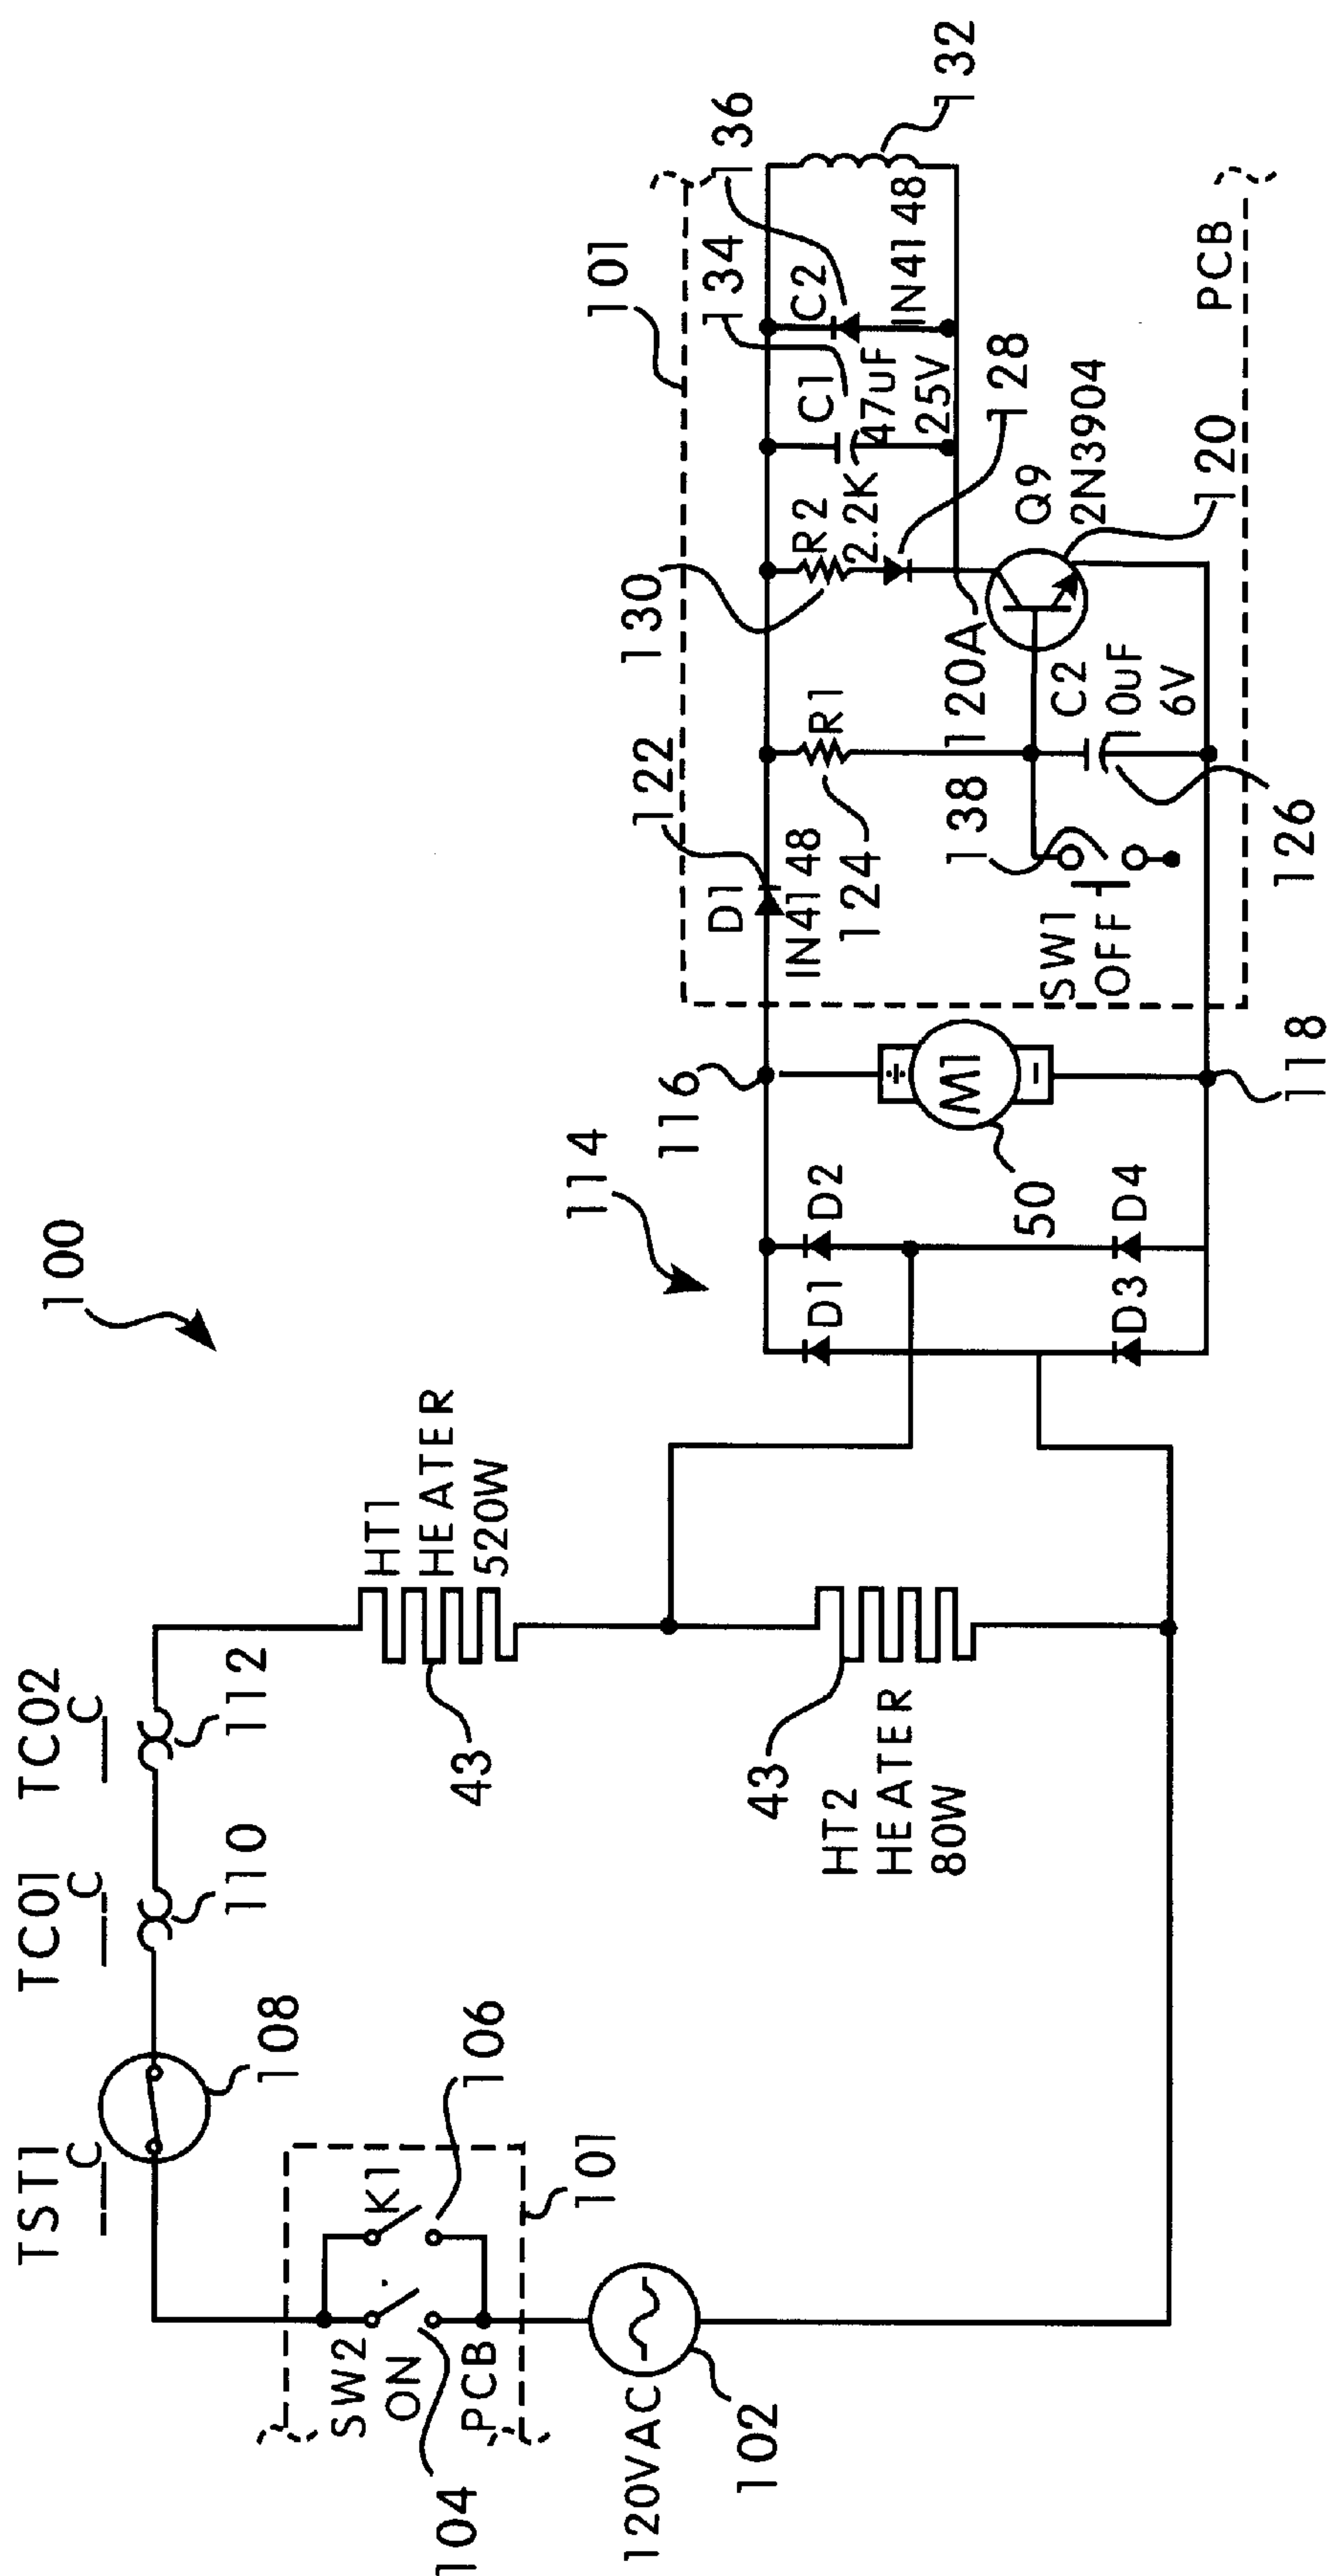 100
TST1
C
TC01
C
TC02
C
108
110
112
SW2
ON
PCB
K1
104
106
101
120VAC
102
HT1
HEATER
520W
43
43
HT2
HEATER
80W
114
D1
D2
D3
D4
116
M1
+
-
50
118
101
122
D1
IN4148
R1
124
130
R2
2.2K
134
C1
47uF
25V
136
C2
IN4148
132
128
120A
Q9
2N3904
120
138
SW1
OFF
C2
10uF
6V
126
PCB